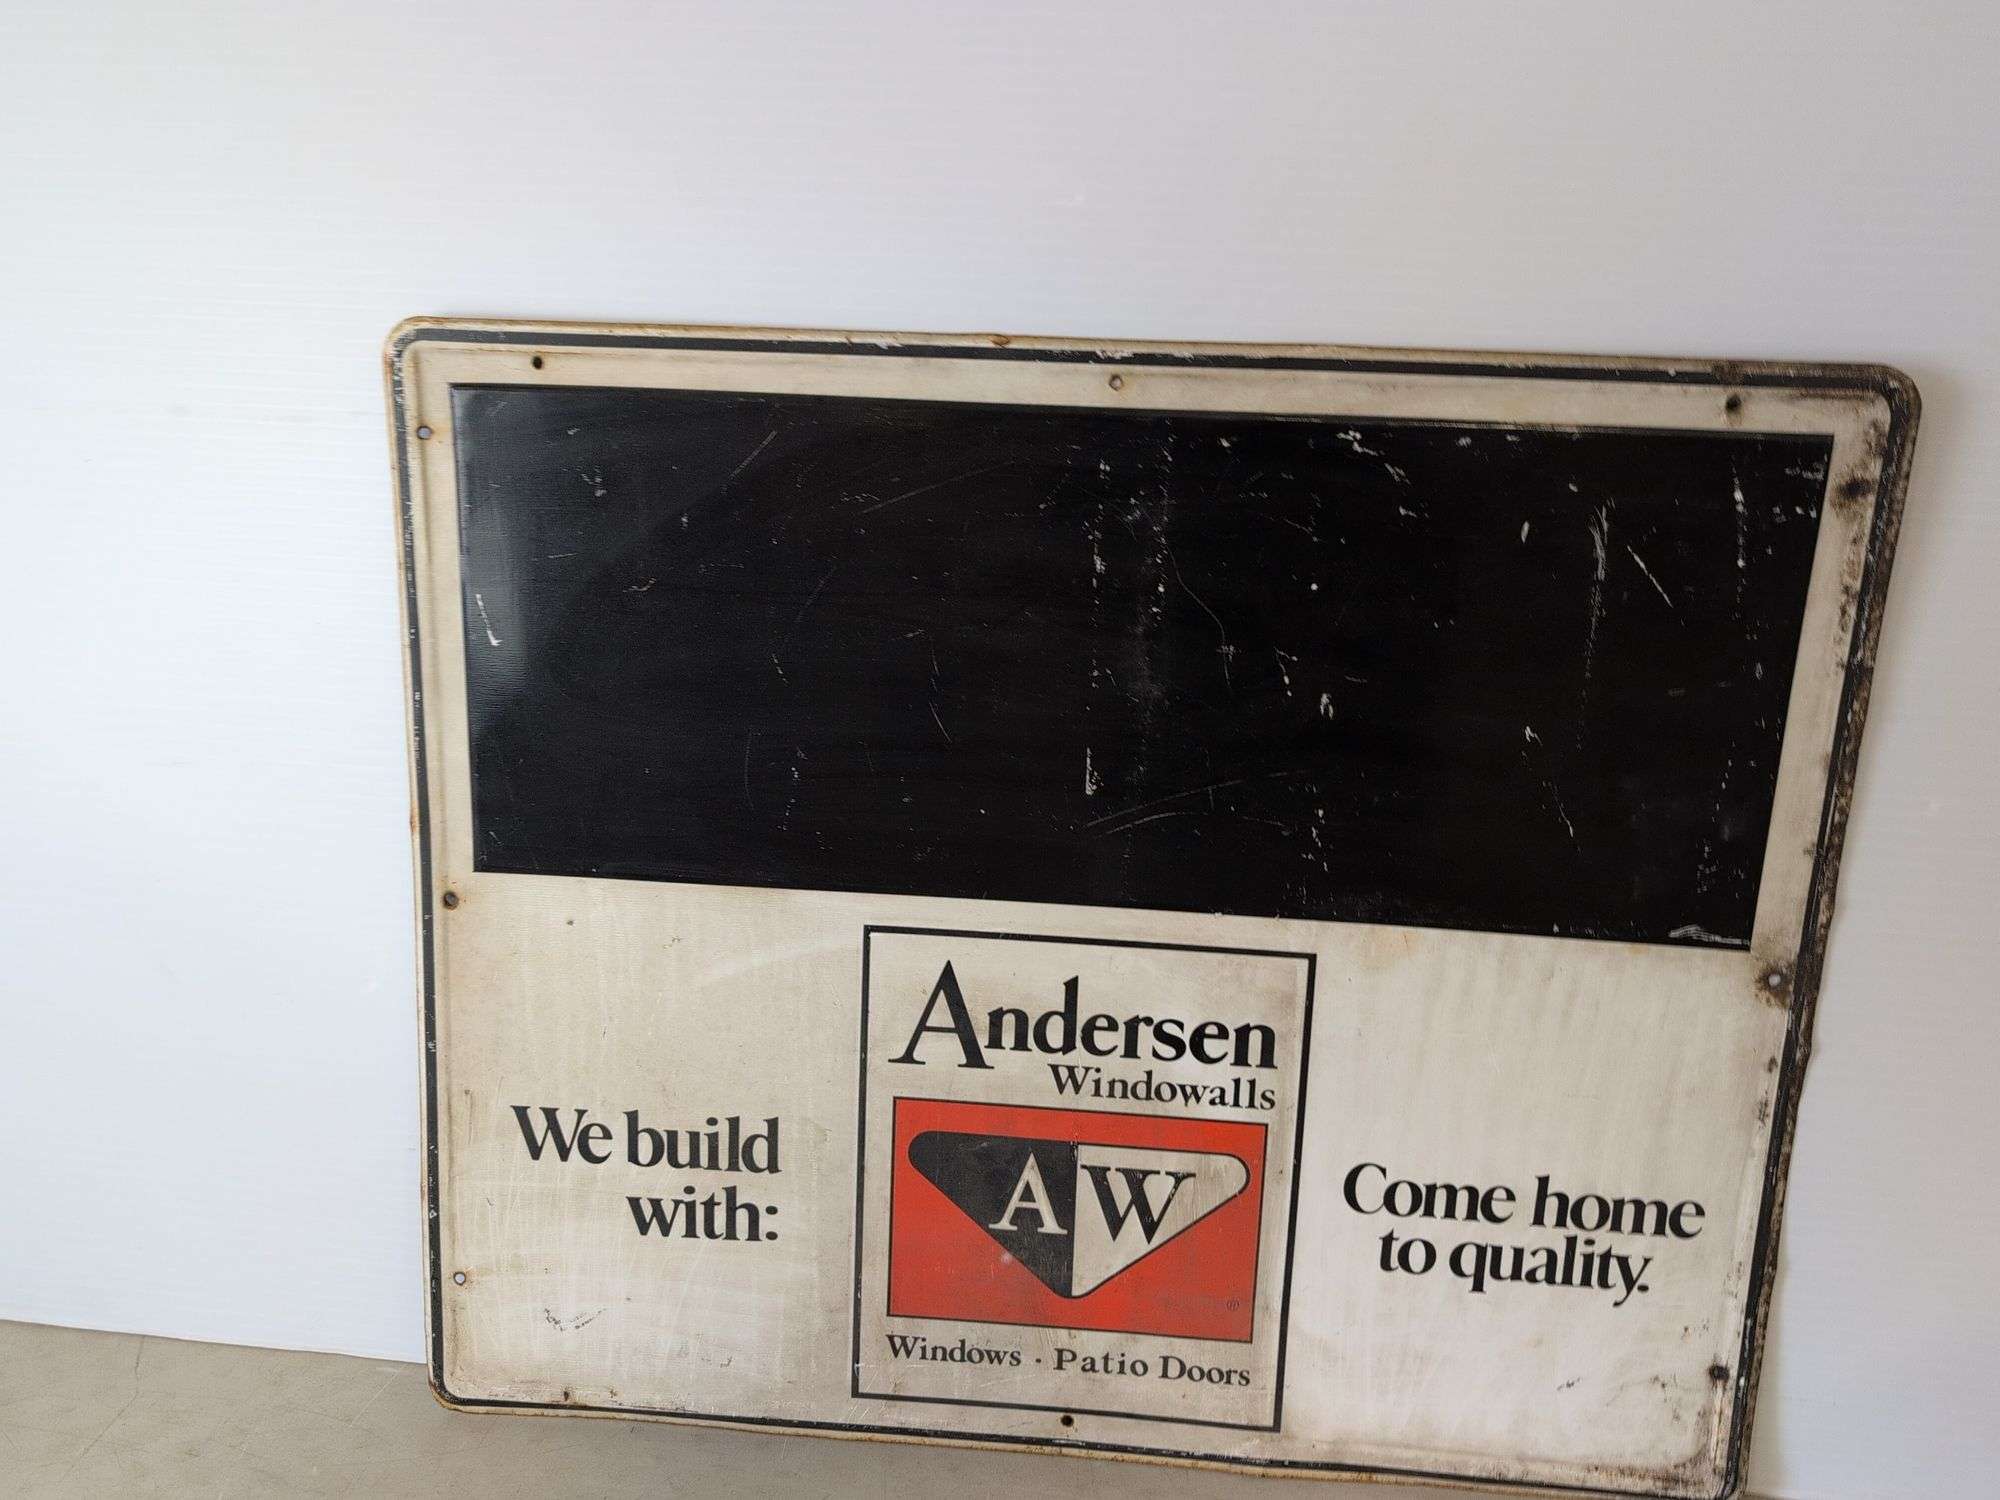 Andersen
Windowalls
We build
with:
AW
®
Come home
to quality.
Windows · Patio Doors